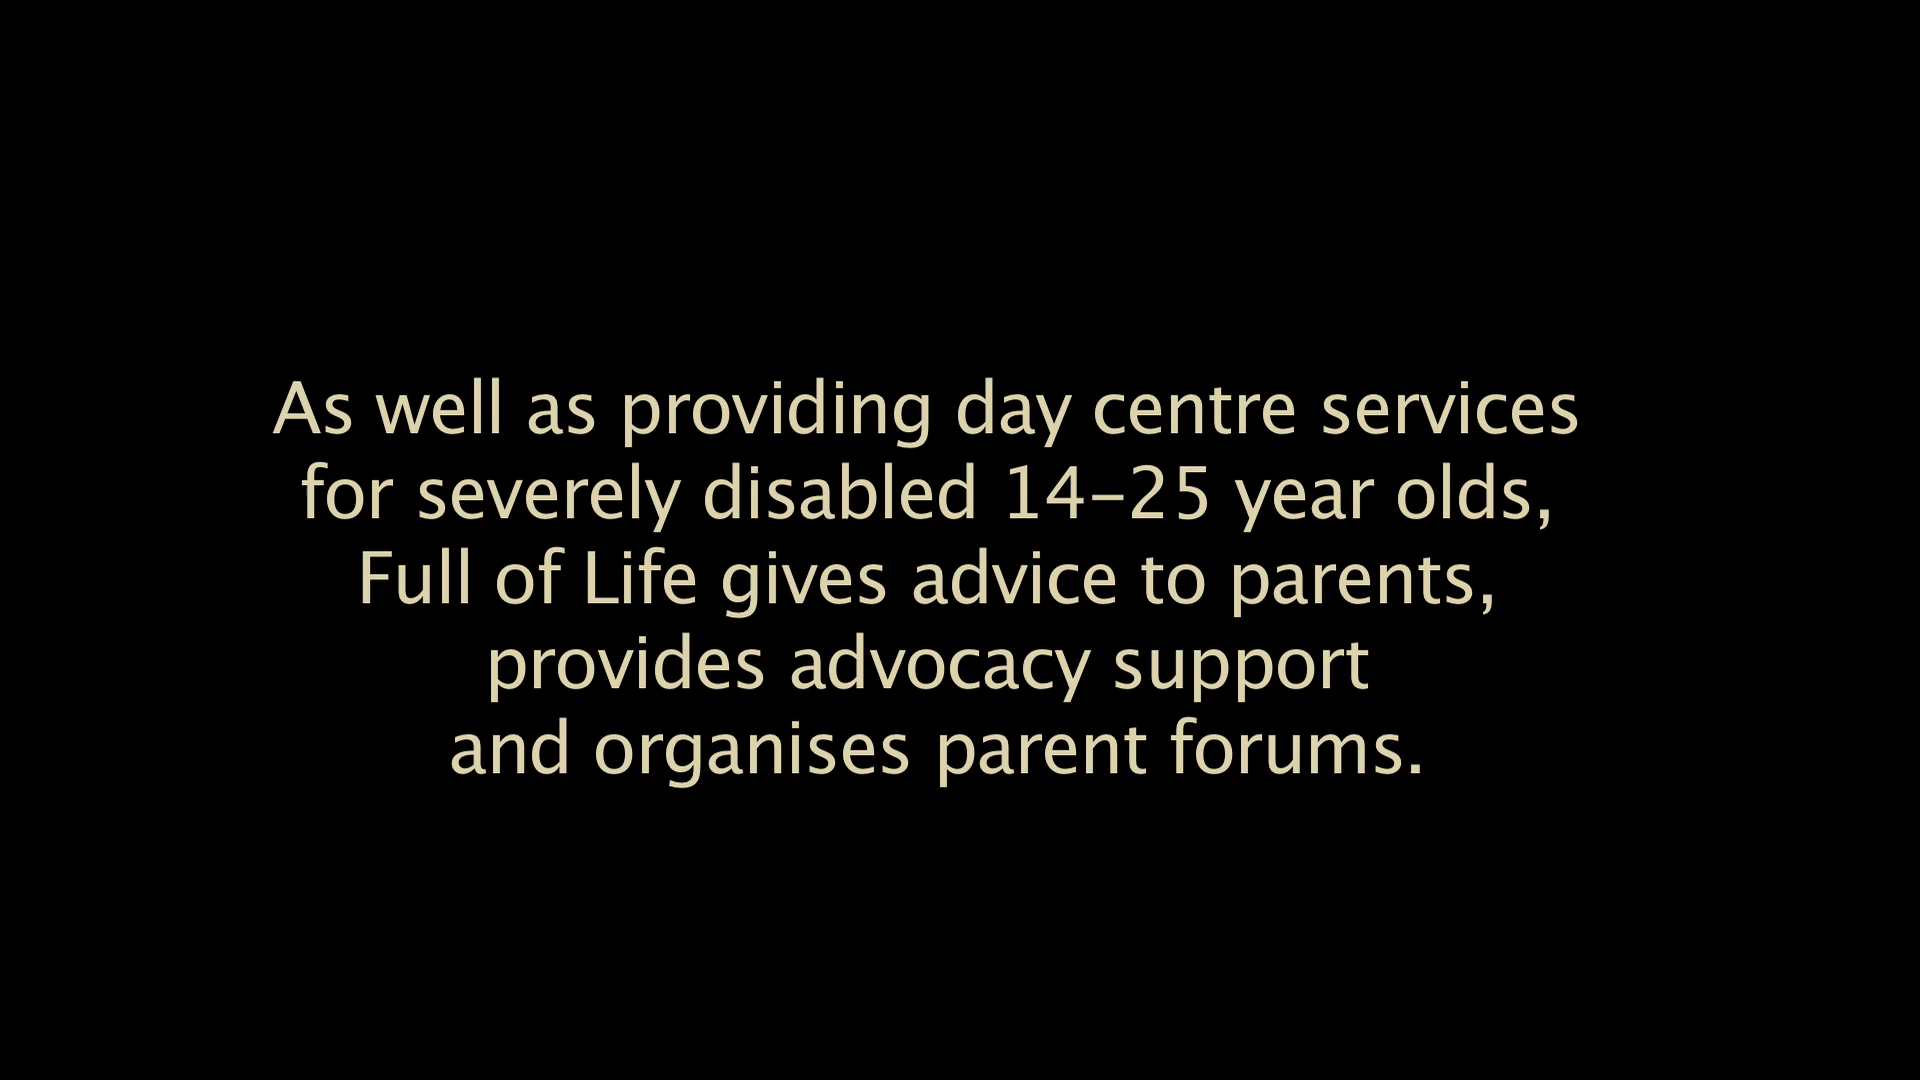 As well as providing day centre services
for severely disabled 14–25 year olds,
Full of Life gives advice to parents,
provides advocacy support
and organises parent forums.